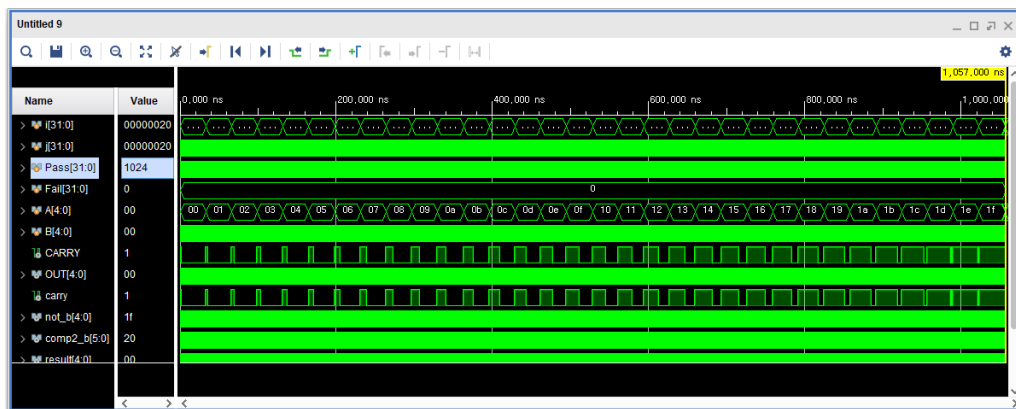 Untitled 9
1,057,000 ns
Name Value 0,000 ns 200,000 ns 400,000 ns 600,000 ns 800,000 ns 1,000,00
i[31:0] 00000020 ... ... ... ... ... ... ... ... ... ... ... ... ... ... ... ... ... ... ... ... ... ... ... ... ... ... ... ... ... ... ... ...
j[31:0] 00000020
Pass[31:0] 1024
Fail[31:0] 0 0
A[4:0] 00 00 01 02 03 04 05 06 07 08 09 0a 0b 0c 0d 0e 0f 10 11 12 13 14 15 16 17 18 19 1a 1b 1c 1d 1e 1f
B[4:0] 00
CARRY 1
OUT[4:0] 00
carry 1
not_b[4:0] 1f
comp2_b[5:0] 20
result[4:0] 00